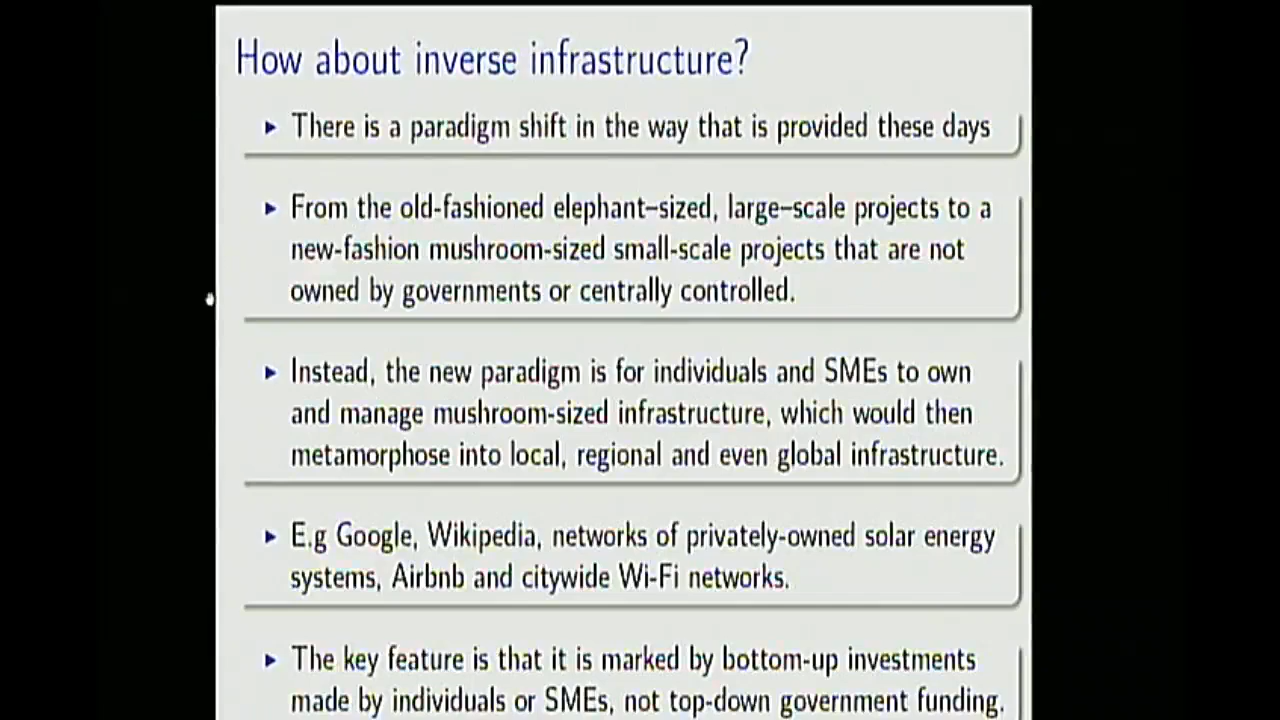 How about inverse infrastructure?
▸ There is a paradigm shift in the way that is provided these days
▸ From the old-fashioned elephant–sized, large–scale projects to a
new-fashion mushroom-sized small-scale projects that are not
owned by governments or centrally controlled.
▸ Instead, the new paradigm is for individuals and SMEs to own
and manage mushroom-sized infrastructure, which would then
metamorphose into local, regional and even global infrastructure.
▸ E.g Google, Wikipedia, networks of privately-owned solar energy
systems, Airbnb and citywide Wi-Fi networks.
▸ The key feature is that it is marked by bottom-up investments
made by individuals or SMEs, not top-down government funding.